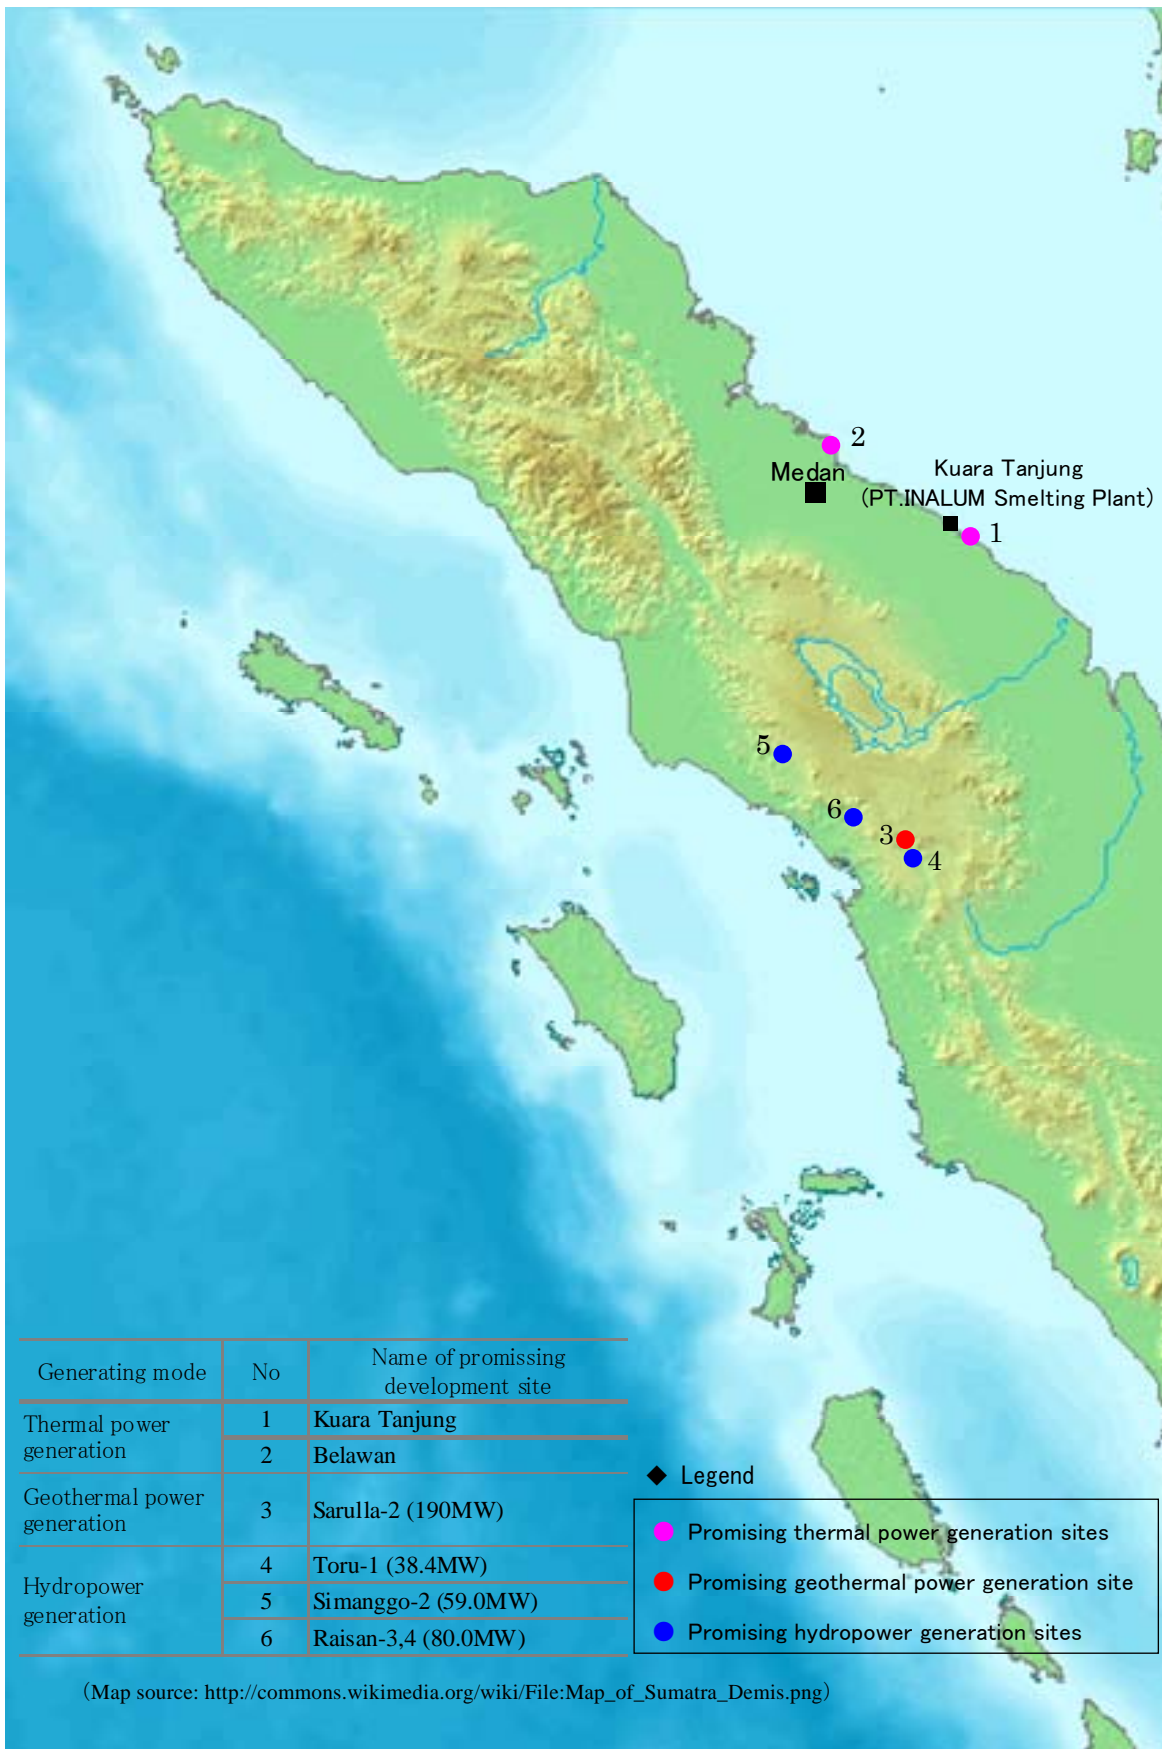 2
Medan
Kuara Tanjung
(PT.INALUM Smelting Plant)
1
5
6
3
4
Generating mode No Name of promissing
development site
Thermal power
generation
1 Kuara Tanjung
2 Belawan
Geothermal power
generation
3 Sarulla-2 (190MW)
Hydropower
generation
4 Toru-1 (38.4MW)
5 Simanggo-2 (59.0MW)
6 Raisan-3,4 (80.0MW)
◆ Legend
Promising thermal power generation sites
Promising geothermal power generation site
Promising hydropower generation sites
(Map source: http://commons.wikimedia.org/wiki/File:Map_of_Sumatra_Demis.png)